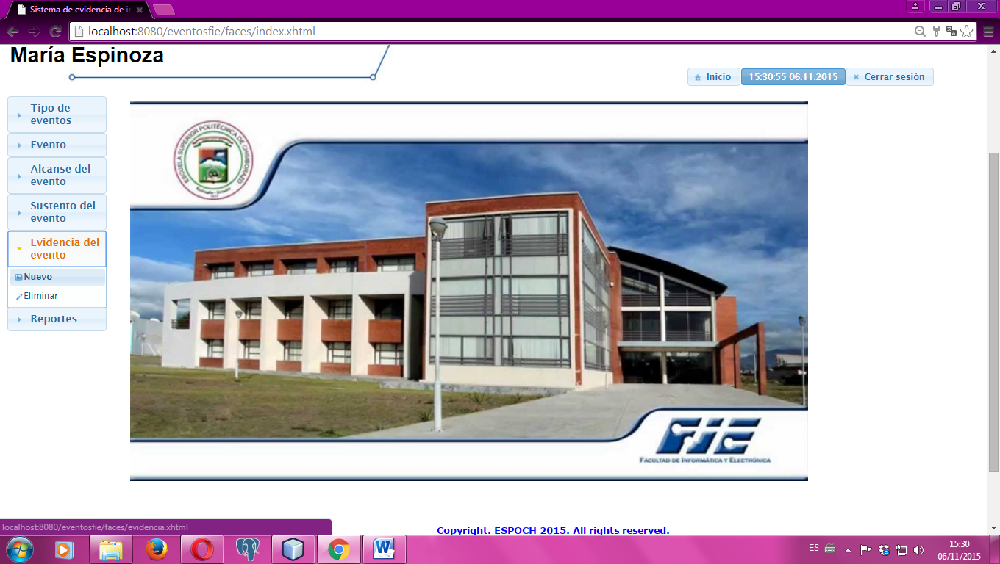 Sistema de evidencia de i
localhost:8080/eventosfie/faces/index.xhtml
María Espinoza
Inicio
15:30:55 06.11.2015
Cerrar sesión
Tipo de
eventos
Evento
Alcanse del
evento
Sustento del
evento
Evidencia del
evento
Nuevo
Eliminar
Reportes
ESCUELA SUPERIOR POLITÉCNICA DE CHIMBORAZO
FIE
FACULTAD DE INFORMÁTICA Y ELECTRÓNICA
Copyright. ESPOCH 2015. All rights reserved.
localhost:8080/eventosfie/faces/evidencia.xhtml
ES
15:30
06/11/2015